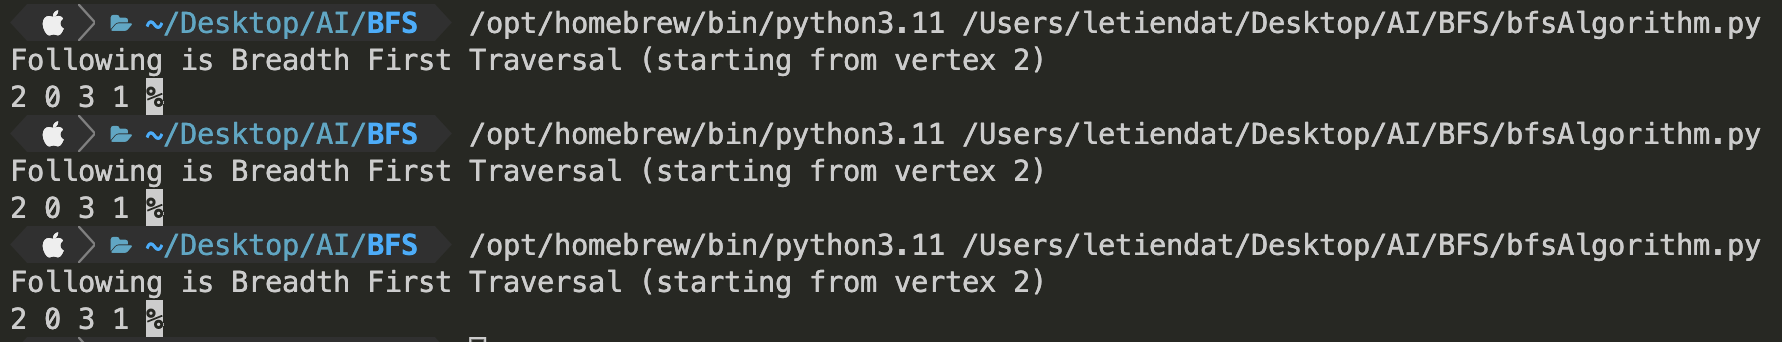 ~/Desktop/AI/BFS /opt/homebrew/bin/python3.11 /Users/letiendat/Desktop/AI/BFS/bfsAlgorithm.py
Following is Breadth First Traversal (starting from vertex 2)
2 0 3 1 %
~/Desktop/AI/BFS /opt/homebrew/bin/python3.11 /Users/letiendat/Desktop/AI/BFS/bfsAlgorithm.py
Following is Breadth First Traversal (starting from vertex 2)
2 0 3 1 %
~/Desktop/AI/BFS /opt/homebrew/bin/python3.11 /Users/letiendat/Desktop/AI/BFS/bfsAlgorithm.py
Following is Breadth First Traversal (starting from vertex 2)
2 0 3 1 %